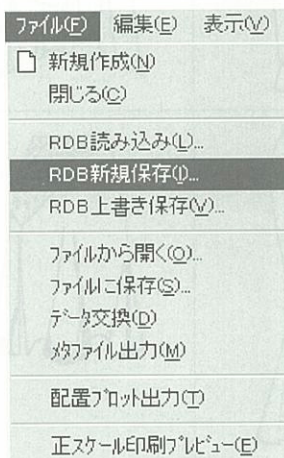 ファイル(F) 編集(E) 表示(V)
新規作成(N)
閉じる(C)
RDB読み込み(L)...
RDB新規保存(I)...
RDB上書き保存(V)...
ファイルから開く(O)...
ファイルに保存(S)...
データ交換(D)
メタファイル出力(M)
配置プロット出力(T)
正スケール印刷プレビュー(E)